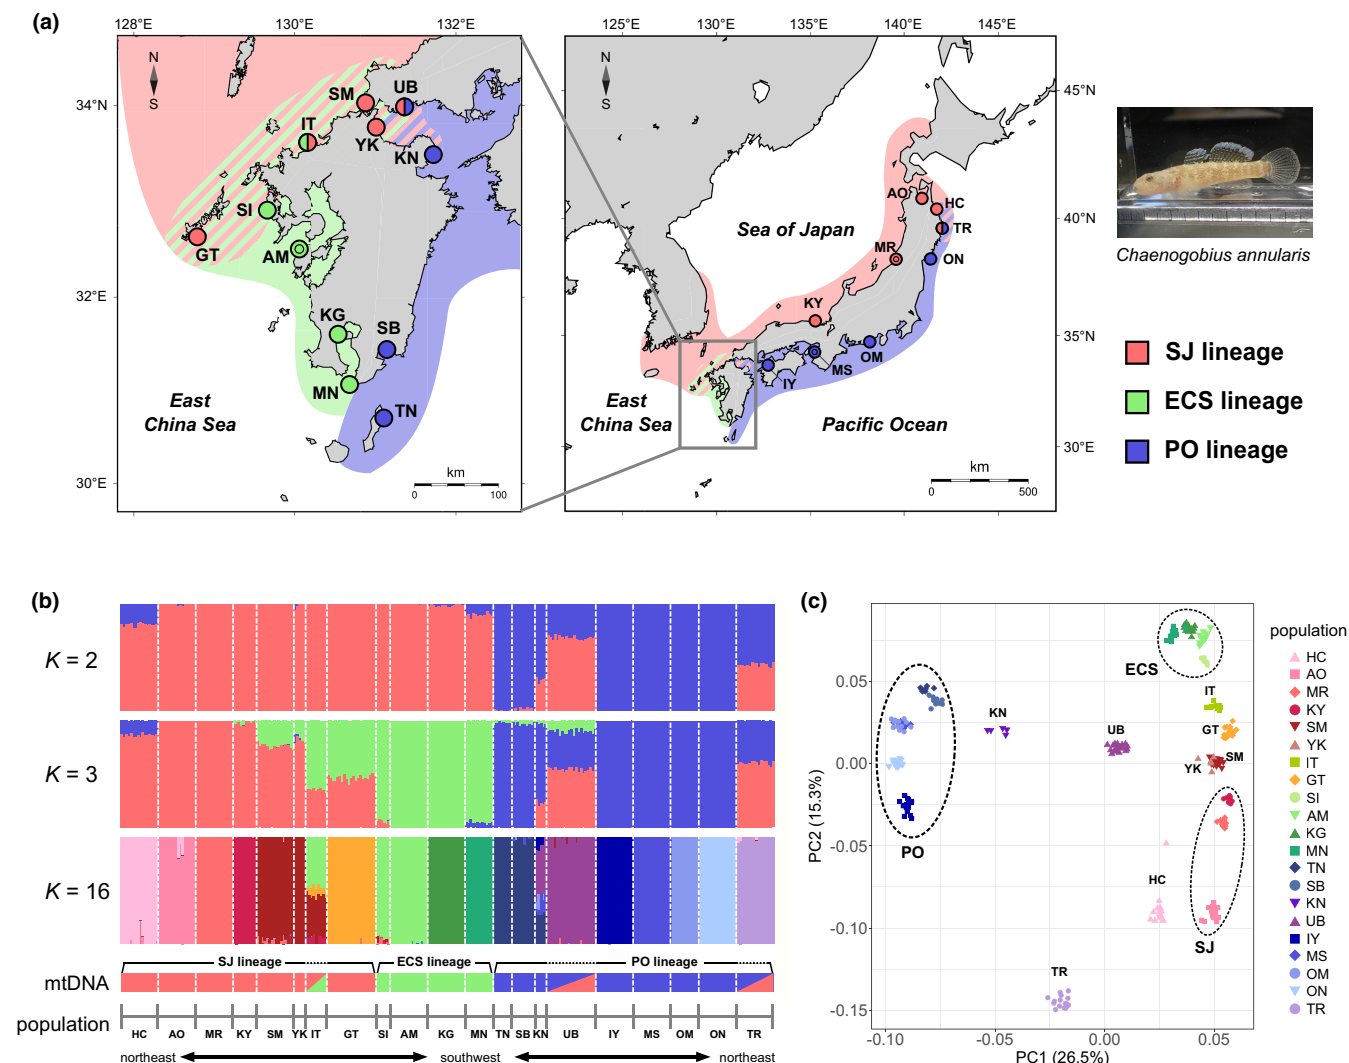 (a)
128°E 130°E 132°E
125°E 130°E 135°E 140°E 145°E
N
S
SM
UB
34°N
IT
YK
KN
SI
GT
AM
32°E
KG
SB
MN
TN
East
China Sea
km
0 100
30°E
N
S
45°N
AO
HC
40°N
TR
Sea of Japan
MR
ON
KY
35°N
OM
MS
IY
East
China Sea
Pacific Ocean
30°E
km
0 500
Chaenogobius annularis
SJ lineage
ECS lineage
PO lineage
(b)
K = 2
K = 3
K = 16
SJ lineage ECS lineage PO lineage
mtDNA
population
HC AO MR KY SM YK IT GT SI AM KG MN TN SB KN UB IY MS OM ON TR
northeast southwest northeast
(c)
PC2 (15.3%)
0.05
0.00
-0.05
-0.10
-0.15
ECS
IT
KN
UB
GT
SM
YK
PO
HC
SJ
TR
-0.10 -0.05 0.00 0.05
PC1 (26.5%)
population
HC
AO
MR
KY
SM
YK
IT
GT
SI
AM
KG
MN
TN
SB
KN
UB
IY
MS
OM
ON
TR